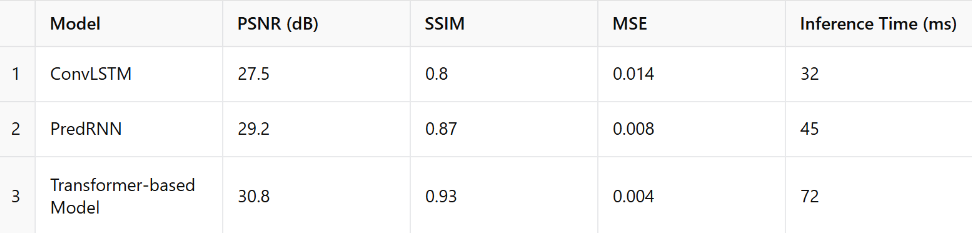 Model PSNR (dB) SSIM MSE Inference Time (ms)
1 ConvLSTM 27.5 0.8 0.014 32
2 PredRNN 29.2 0.87 0.008 45
3 Transformer-based Model 30.8 0.93 0.004 72